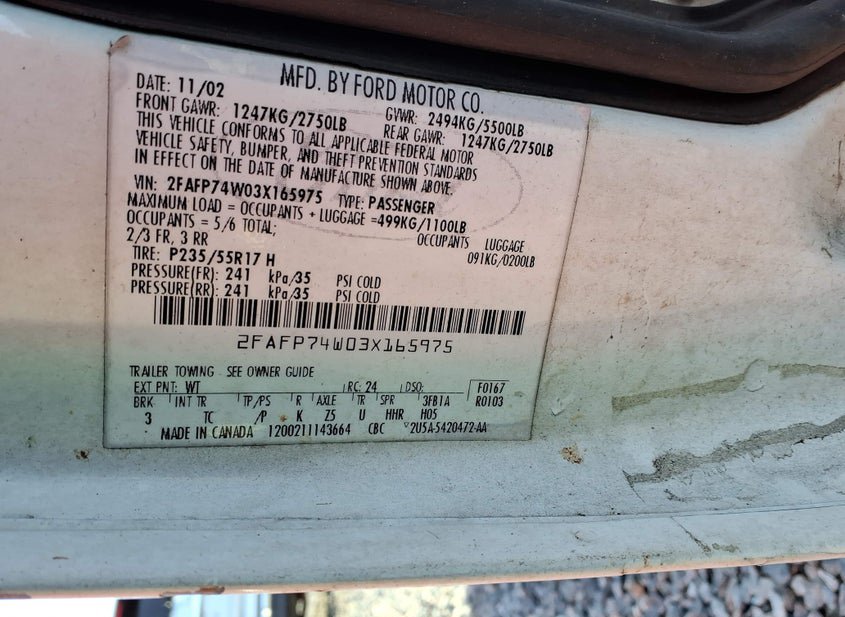 MFD. BY FORD MOTOR CO.
DATE: 11/02 GVWR: 2494KG/5500LB
FRONT GAWR: 1247KG/2750LB REAR GAWR: 1247KG/2750LB
THIS VEHICLE CONFORMS TO ALL APPLICABLE FEDERAL MOTOR
VEHICLE SAFETY, BUMPER, AND THEFT PREVENTION STANDARDS
IN EFFECT ON THE DATE OF MANUFACTURE SHOWN ABOVE.
VIN: 2FAFP74W03X165975 TYPE: PASSENGER
MAXIMUM LOAD = OCCUPANTS + LUGGAGE =499KG/1100LB
OCCUPANTS = 5/6 TOTAL; OCCUPANTS LUGGAGE
2/3 FR, 3 RR 091KG/0200LB
TIRE: P235/55R17 H
PRESSURE(FR): 241 kPa/35 PSI COLD
PRESSURE(RR): 241 kPa/35 PSI COLD
2FAFP74W03X165975
TRAILER TOWING - SEE OWNER GUIDE
EXT PNT: WT RC: 24 DSO: F0167
BRK INT TR TP/PS R AXLE TR SPR 3FB1A R0103
3 TC /P K Z5 U HHR H05
MADE IN CANADA 1200211143664 CBC 2U5A-5420472-AA